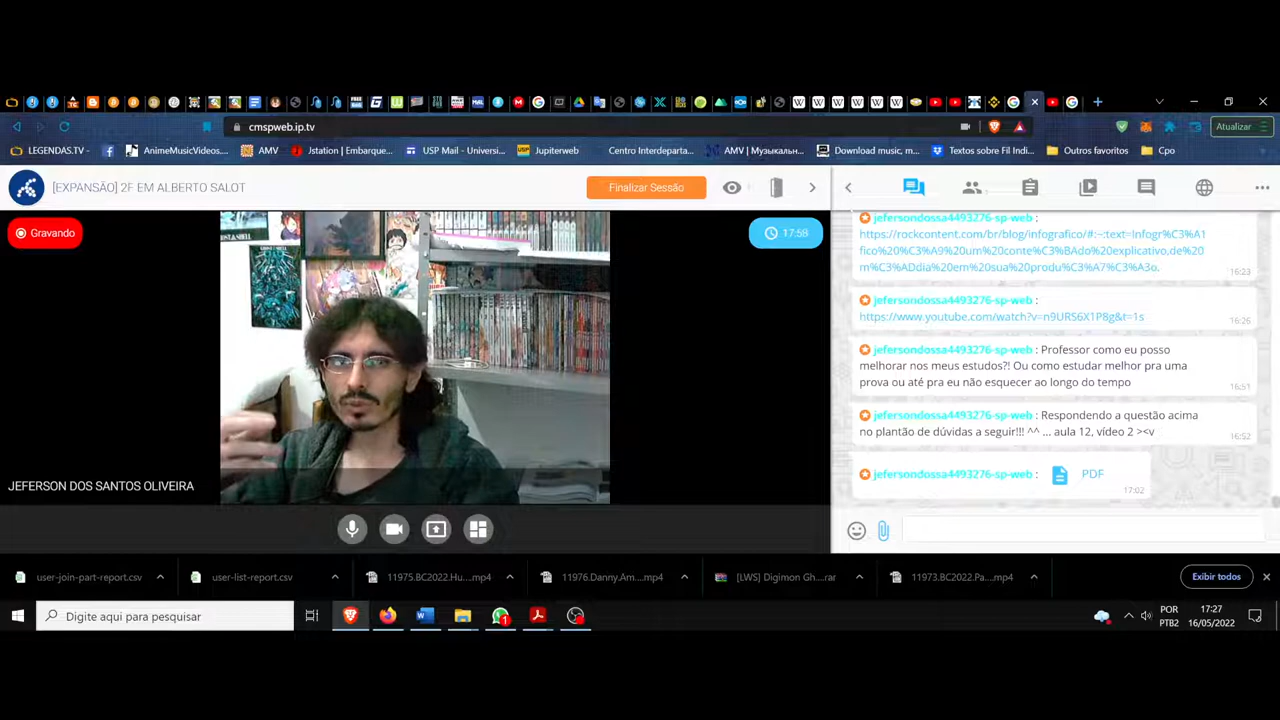 cmspweb.ip.tv
Atualizar
LEGENDAS.TV -
AnimeMusicVideos...
AMV
Jstation | Embarque...
USP Mail - Universi...
Jupiterweb
Centro Interdeparta...
AMV | Музыкальн...
Download music, m...
Textos sobre Fil Indi...
Outros favoritos
Cpo
[EXPANSÃO] 2F EM ALBERTO SALOT
Finalizar Sessão
Gravando
17:58
JEFERSON DOS SANTOS OLIVEIRA
jefersondossa4493276-sp-web :
https://rockcontent.com/br/blog/infografico/#:~:text=Infogr%C3%A1
fico%20%C3%A9%20um%20conte%C3%BAdo%20explicativo,de%20
m%C3%ADdia%20em%20sua%20produ%C3%A7%C3%A3o.
16:23
jefersondossa4493276-sp-web :
https://www.youtube.com/watch?v=n9URS6X1P8g&t=1s
16:26
jefersondossa4493276-sp-web : Professor como eu posso
melhorar nos meus estudos?! Ou como estudar melhor pra uma
prova ou até pra eu não esquecer ao longo do tempo
16:51
jefersondossa4493276-sp-web : Respondendo a questão acima
no plantão de dúvidas a seguir!!! ^^ ... aula 12, vídeo 2 ><v
16:52
jefersondossa4493276-sp-web : PDF
17:02
user-join-part-report.csv
user-list-report.csv
11975.BC2022.Hu....mp4
11976.Danny.Am....mp4
[LWS] Digimon Gh....rar
11973.BC2022.Pa....mp4
Exibir todos
Digite aqui para pesquisar
POR
PTB2
17:27
16/05/2022